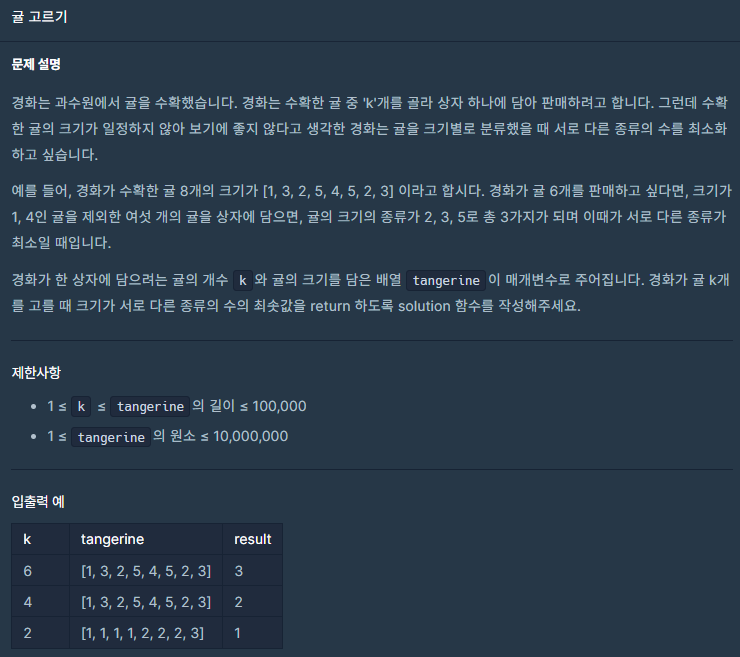 귤 고르기
문제 설명
경화는 과수원에서 귤을 수확했습니다. 경화는 수확한 귤 중 'k'개를 골라 상자 하나에 담아 판매하려고 합니다. 그런데 수확
한 귤의 크기가 일정하지 않아 보기에 좋지 않다고 생각한 경화는 귤을 크기별로 분류했을 때 서로 다른 종류의 수를 최소화
하고 싶습니다.
예를 들어, 경화가 수확한 귤 8개의 크기가 [1, 3, 2, 5, 4, 5, 2, 3] 이라고 합시다. 경화가 귤 6개를 판매하고 싶다면, 크기가
1, 4인 귤을 제외한 여섯 개의 귤을 상자에 담으면, 귤의 크기의 종류가 2, 3, 5로 총 3가지가 되며 이때가 서로 다른 종류가
최소일 때입니다.
경화가 한 상자에 담으려는 귤의 개수 k 와 귤의 크기를 담은 배열 tangerine 이 매개변수로 주어집니다. 경화가 귤 k개
를 고를 때 크기가 서로 다른 종류의 수의 최솟값을 return 하도록 solution 함수를 작성해주세요.
제한사항
• 1 ≤ k ≤ tangerine 의 길이 ≤ 100,000
• 1 ≤ tangerine 의 원소 ≤ 10,000,000
입출력 예
k tangerine result
6 [1, 3, 2, 5, 4, 5, 2, 3] 3
4 [1, 3, 2, 5, 4, 5, 2, 3] 2
2 [1, 1, 1, 1, 2, 2, 2, 3] 1